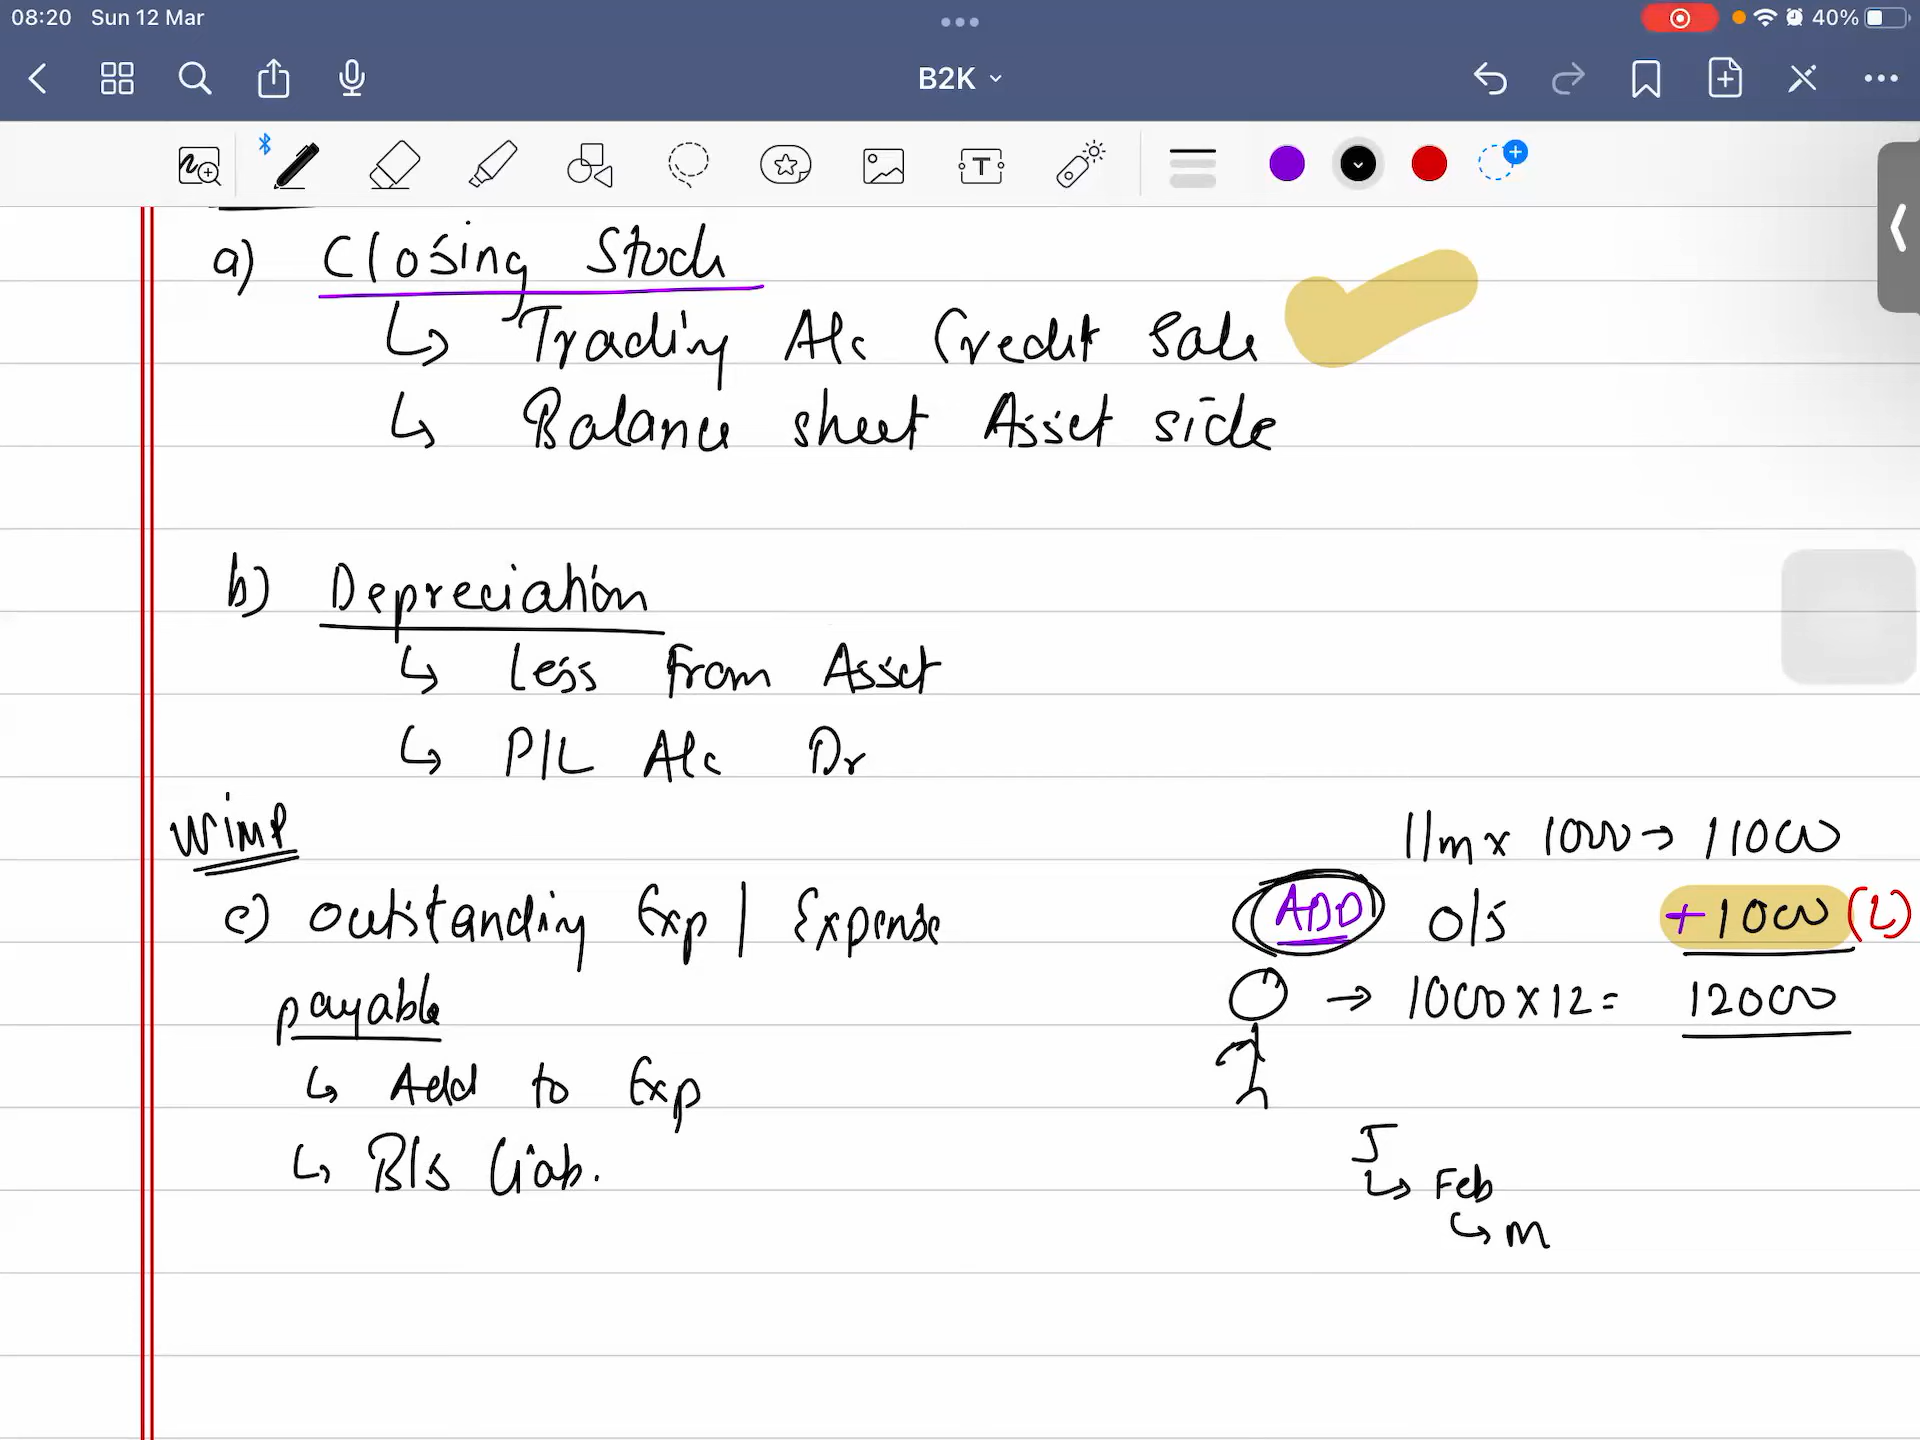 08:20 Sun 12 Mar
40%
B2K
T
a) Closing Stock
↳ Trading A/c Credit Side
↳ Balance sheet Asset side
b) Depreciation
↳ Less From Asset
↳ P/L A/c Dr
WIMP
11m x 1000 → 11000
c) Outstanding Exp | Expense
ADD O/S +1000 (L)
payable
→ 1000 x 12 = 12000
↳ Add to Exp
↳ B/s Liab.
J
↳ Feb
↳ m